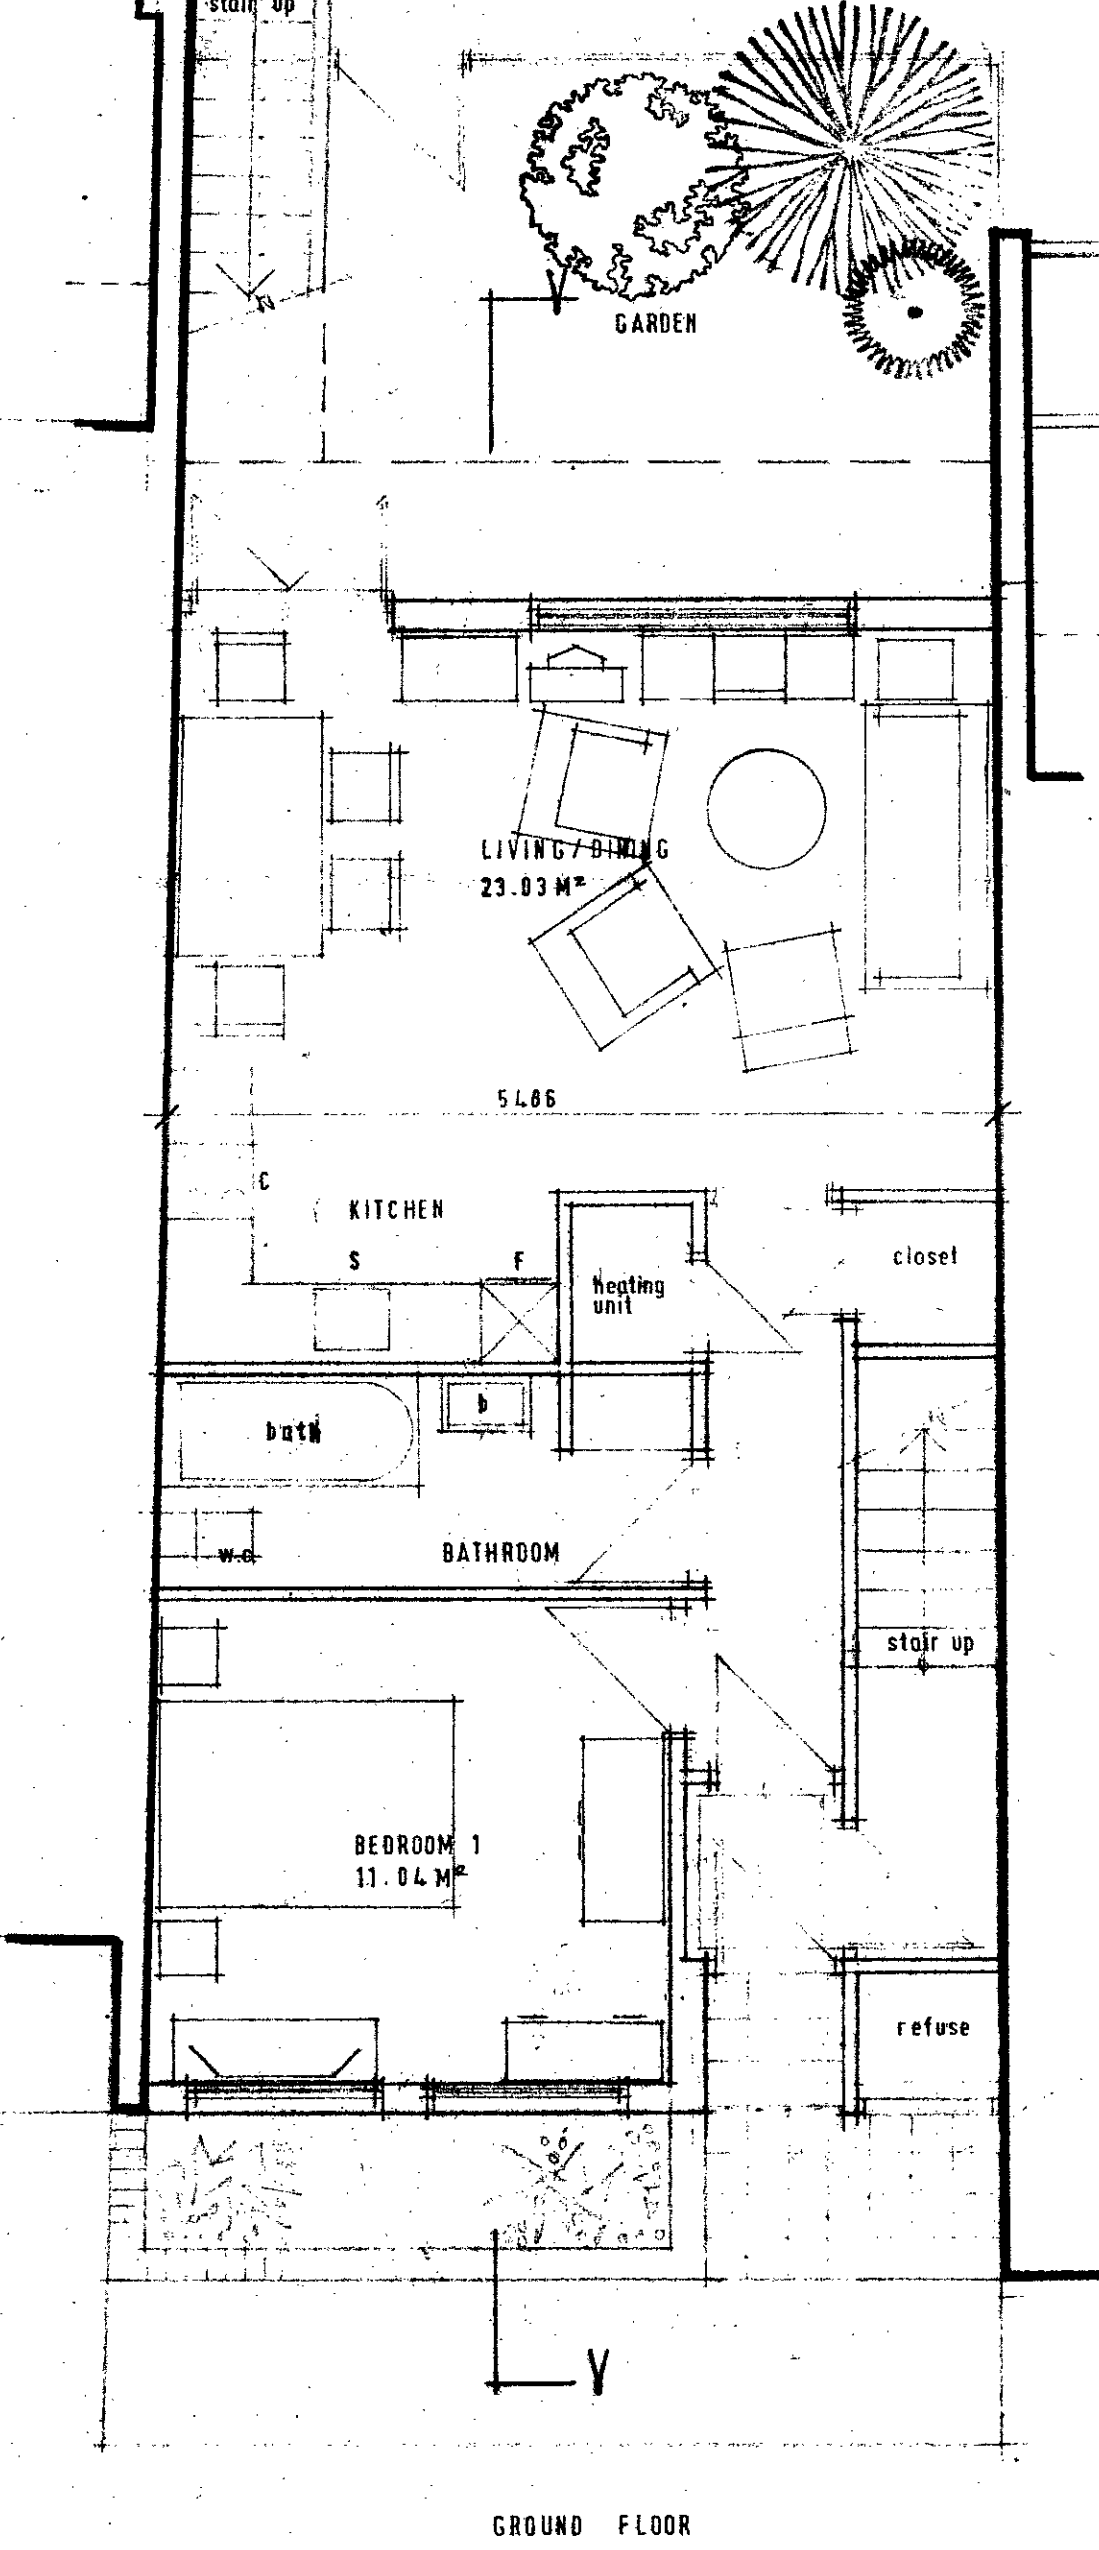 stair up
GARDEN
LIVING/DINING
23.03 M²
5486
C
KITCHEN
S
F
heating
unit
closet
bath
b
w.c
BATHROOM
stair up
BEDROOM 1
11.04 M²
refuse
V
GROUND FLOOR